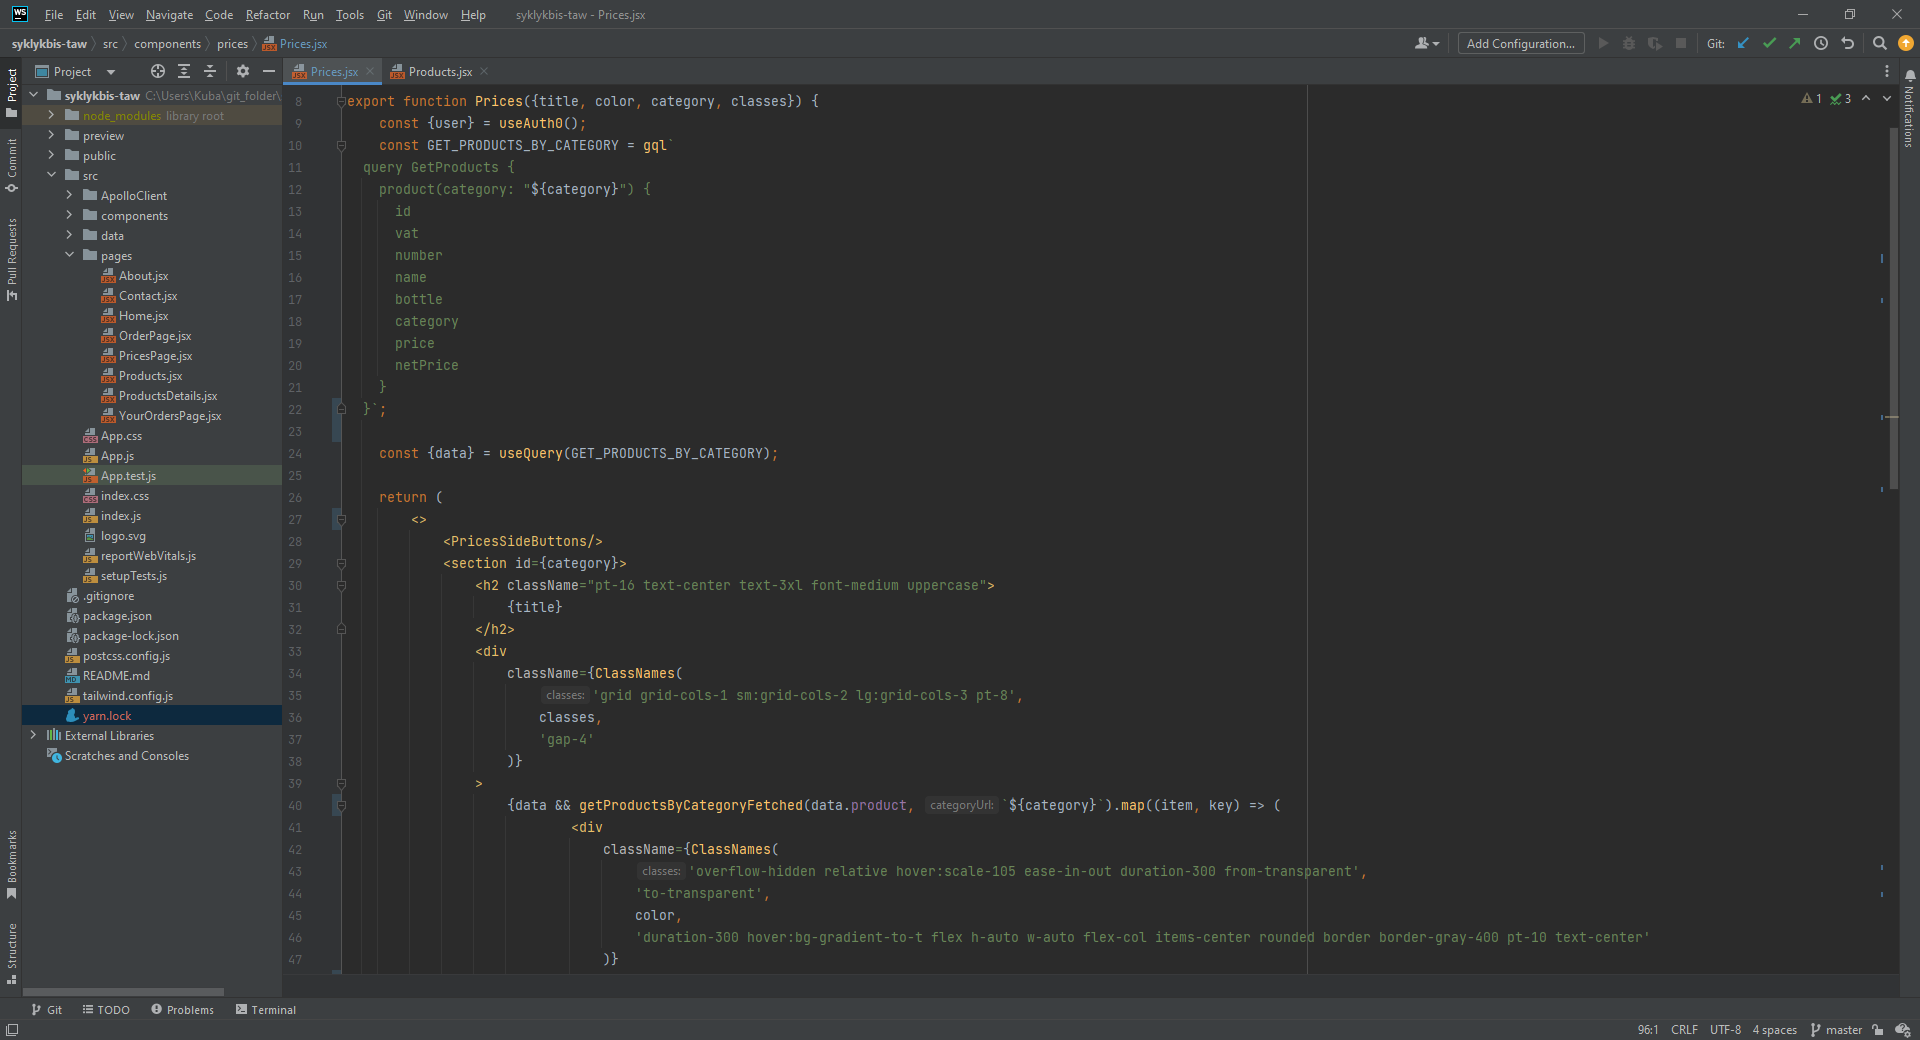 WS File Edit View Navigate Code Refactor Run Tools Git Window Help syklykbis-taw - Prices.jsx
syklykbis-taw src components prices Prices.jsx Add Configuration... Git:
Project Prices.jsx Products.jsx
Project
Commit
Pull Requests
Bookmarks
Structure
Notifications
syklykbis-taw C:\Users\Kuba\git_folder\
node_modules library root
preview
public
src
ApolloClient
components
data
pages
About.jsx
Contact.jsx
Home.jsx
OrderPage.jsx
PricesPage.jsx
Products.jsx
ProductsDetails.jsx
YourOrdersPage.jsx
App.css
App.js
App.test.js
index.css
index.js
logo.svg
reportWebVitals.js
setupTests.js
.gitignore
package.json
package-lock.json
postcss.config.js
README.md
tailwind.config.js
yarn.lock
External Libraries
Scratches and Consoles
1 3
8 export function Prices({title, color, category, classes}) {
9 const {user} = useAuth0();
10 const GET_PRODUCTS_BY_CATEGORY = gql`
11 query GetProducts {
12 product(category: "${category}") {
13 id
14 vat
15 number
16 name
17 bottle
18 category
19 price
20 netPrice
21 }
22 }`;
23
24 const {data} = useQuery(GET_PRODUCTS_BY_CATEGORY);
25
26 return (
27 <>
28 <PricesSideButtons/>
29 <section id={category}>
30 <h2 className="pt-16 text-center text-3xl font-medium uppercase">
31 {title}
32 </h2>
33 <div
34 className={ClassNames(
35 classes: 'grid grid-cols-1 sm:grid-cols-2 lg:grid-cols-3 pt-8',
36 classes,
37 'gap-4'
38 )}
39 >
40 {data && getProductsByCategoryFetched(data.product, categoryUrl: `${category}`).map((item, key) => (
41 <div
42 className={ClassNames(
43 classes: 'overflow-hidden relative hover:scale-105 ease-in-out duration-300 from-transparent',
44 'to-transparent',
45 color,
46 'duration-300 hover:bg-gradient-to-t flex h-auto w-auto flex-col items-center rounded border border-gray-400 pt-10 text-center'
47 )}
Git TODO Problems Terminal
96:1 CRLF UTF-8 4 spaces master